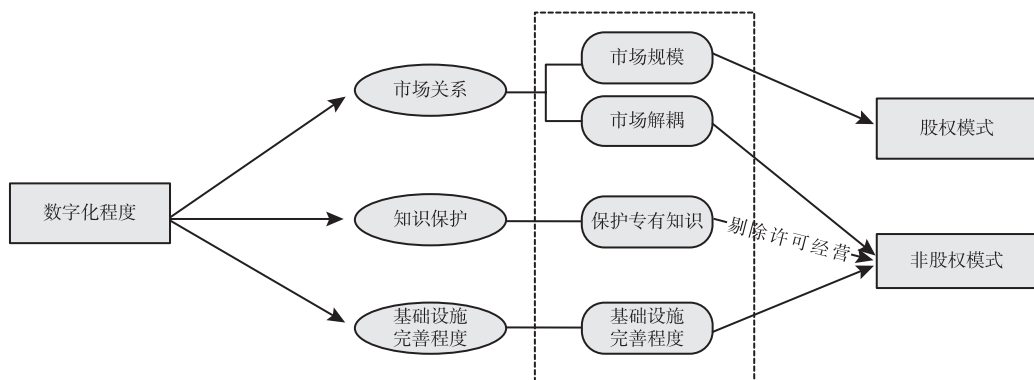 数字化程度
市场关系
知识保护
基础设施
完善程度
市场规模
市场解耦
保护专有知识
基础设施
完善程度
剔除许可经营
股权模式
非股权模式